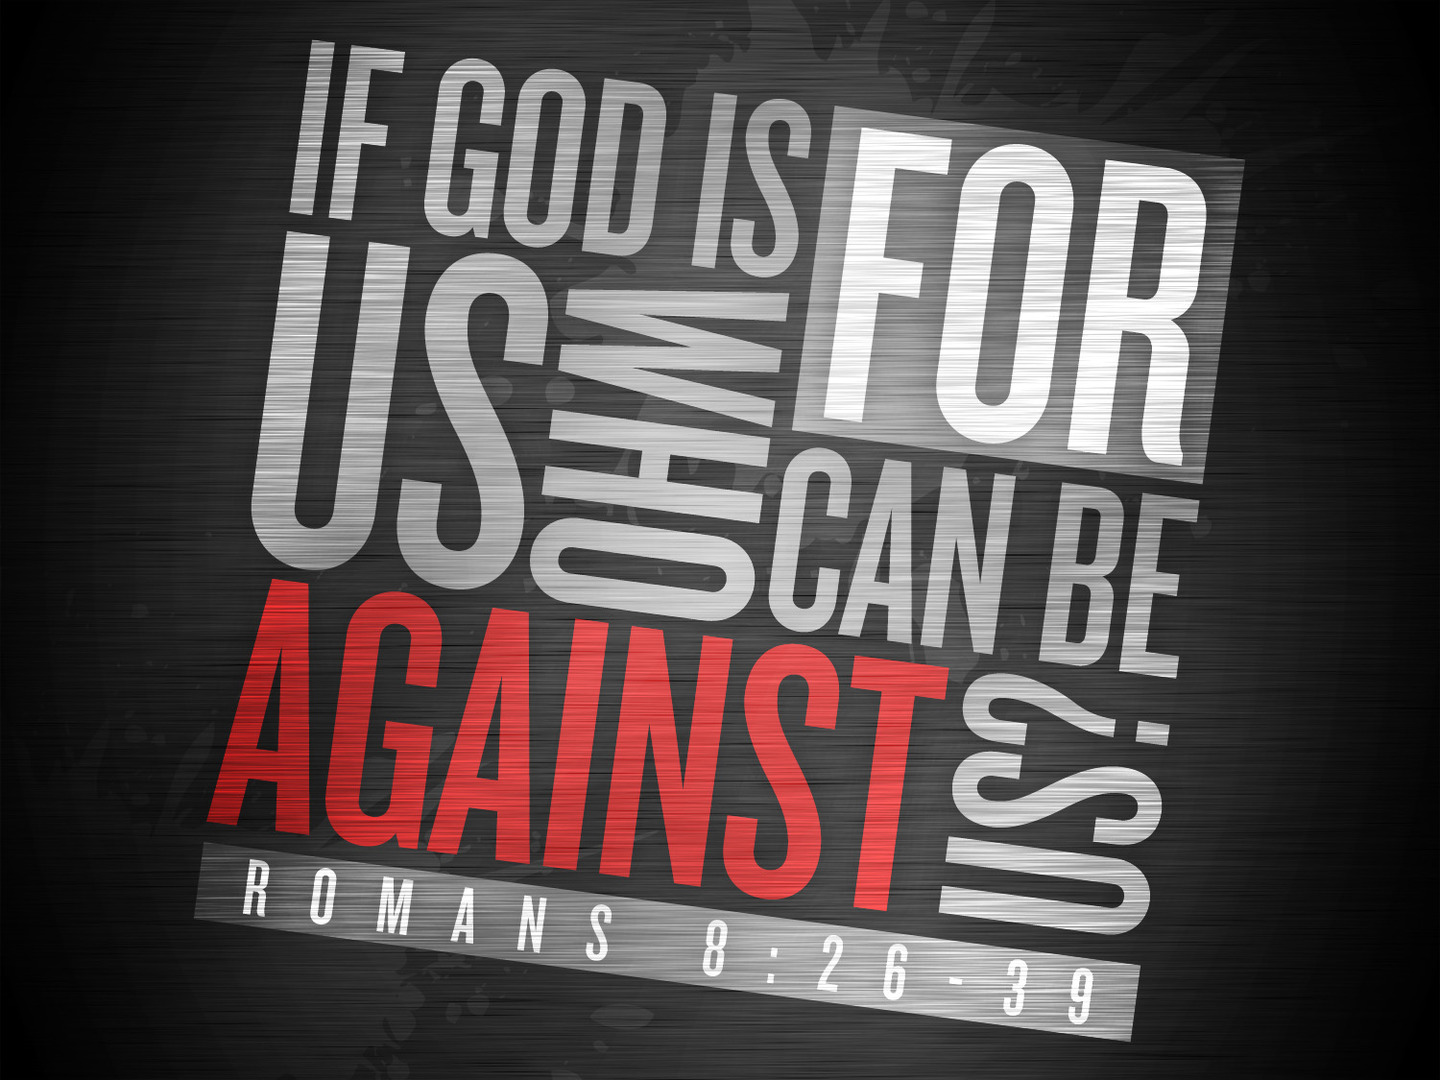 IF GOD IS FOR
US WHO CAN BE
AGAINST US?
ROMANS 8:26-39